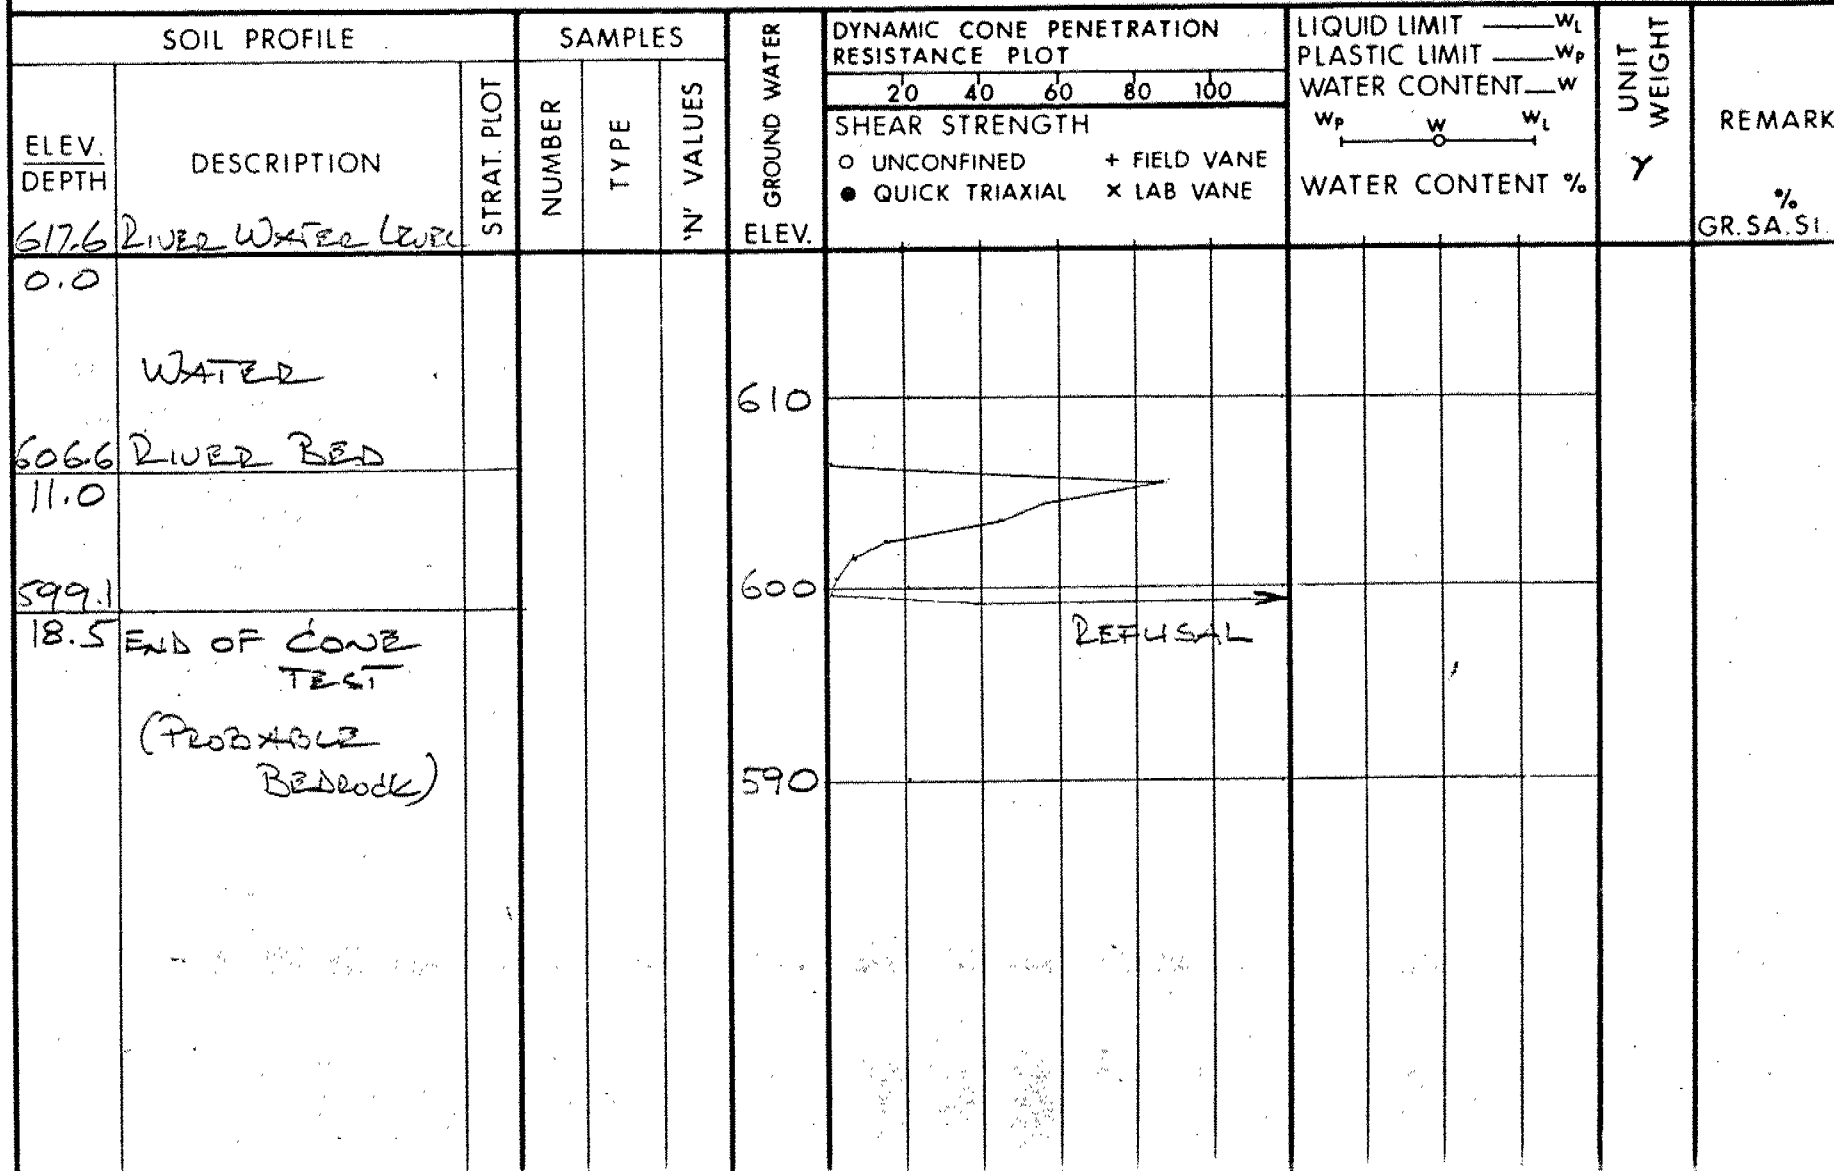 SOIL PROFILE
SAMPLES
GROUND WATER
ELEV.
DYNAMIC CONE PENETRATION
RESISTANCE PLOT
20 40 60 80 100
SHEAR STRENGTH
○ UNCONFINED + FIELD VANE
● QUICK TRIAXIAL × LAB VANE
LIQUID LIMIT WL
PLASTIC LIMIT WP
WATER CONTENT W
WP W WL
WATER CONTENT %
UNIT WEIGHT
γ
REMARK
%
GR. SA. SI.
ELEV.
DEPTH
DESCRIPTION
STRAT. PLOT
NUMBER
TYPE
'N' VALUES
617.6 RIVER WATER LEVEL
0.0
WATER
610
606.6 RIVER BED
11.0
599.1
600
18.5 END OF CONE
TEST
REFUSAL
(PROBABLE
BEDROCK)
590